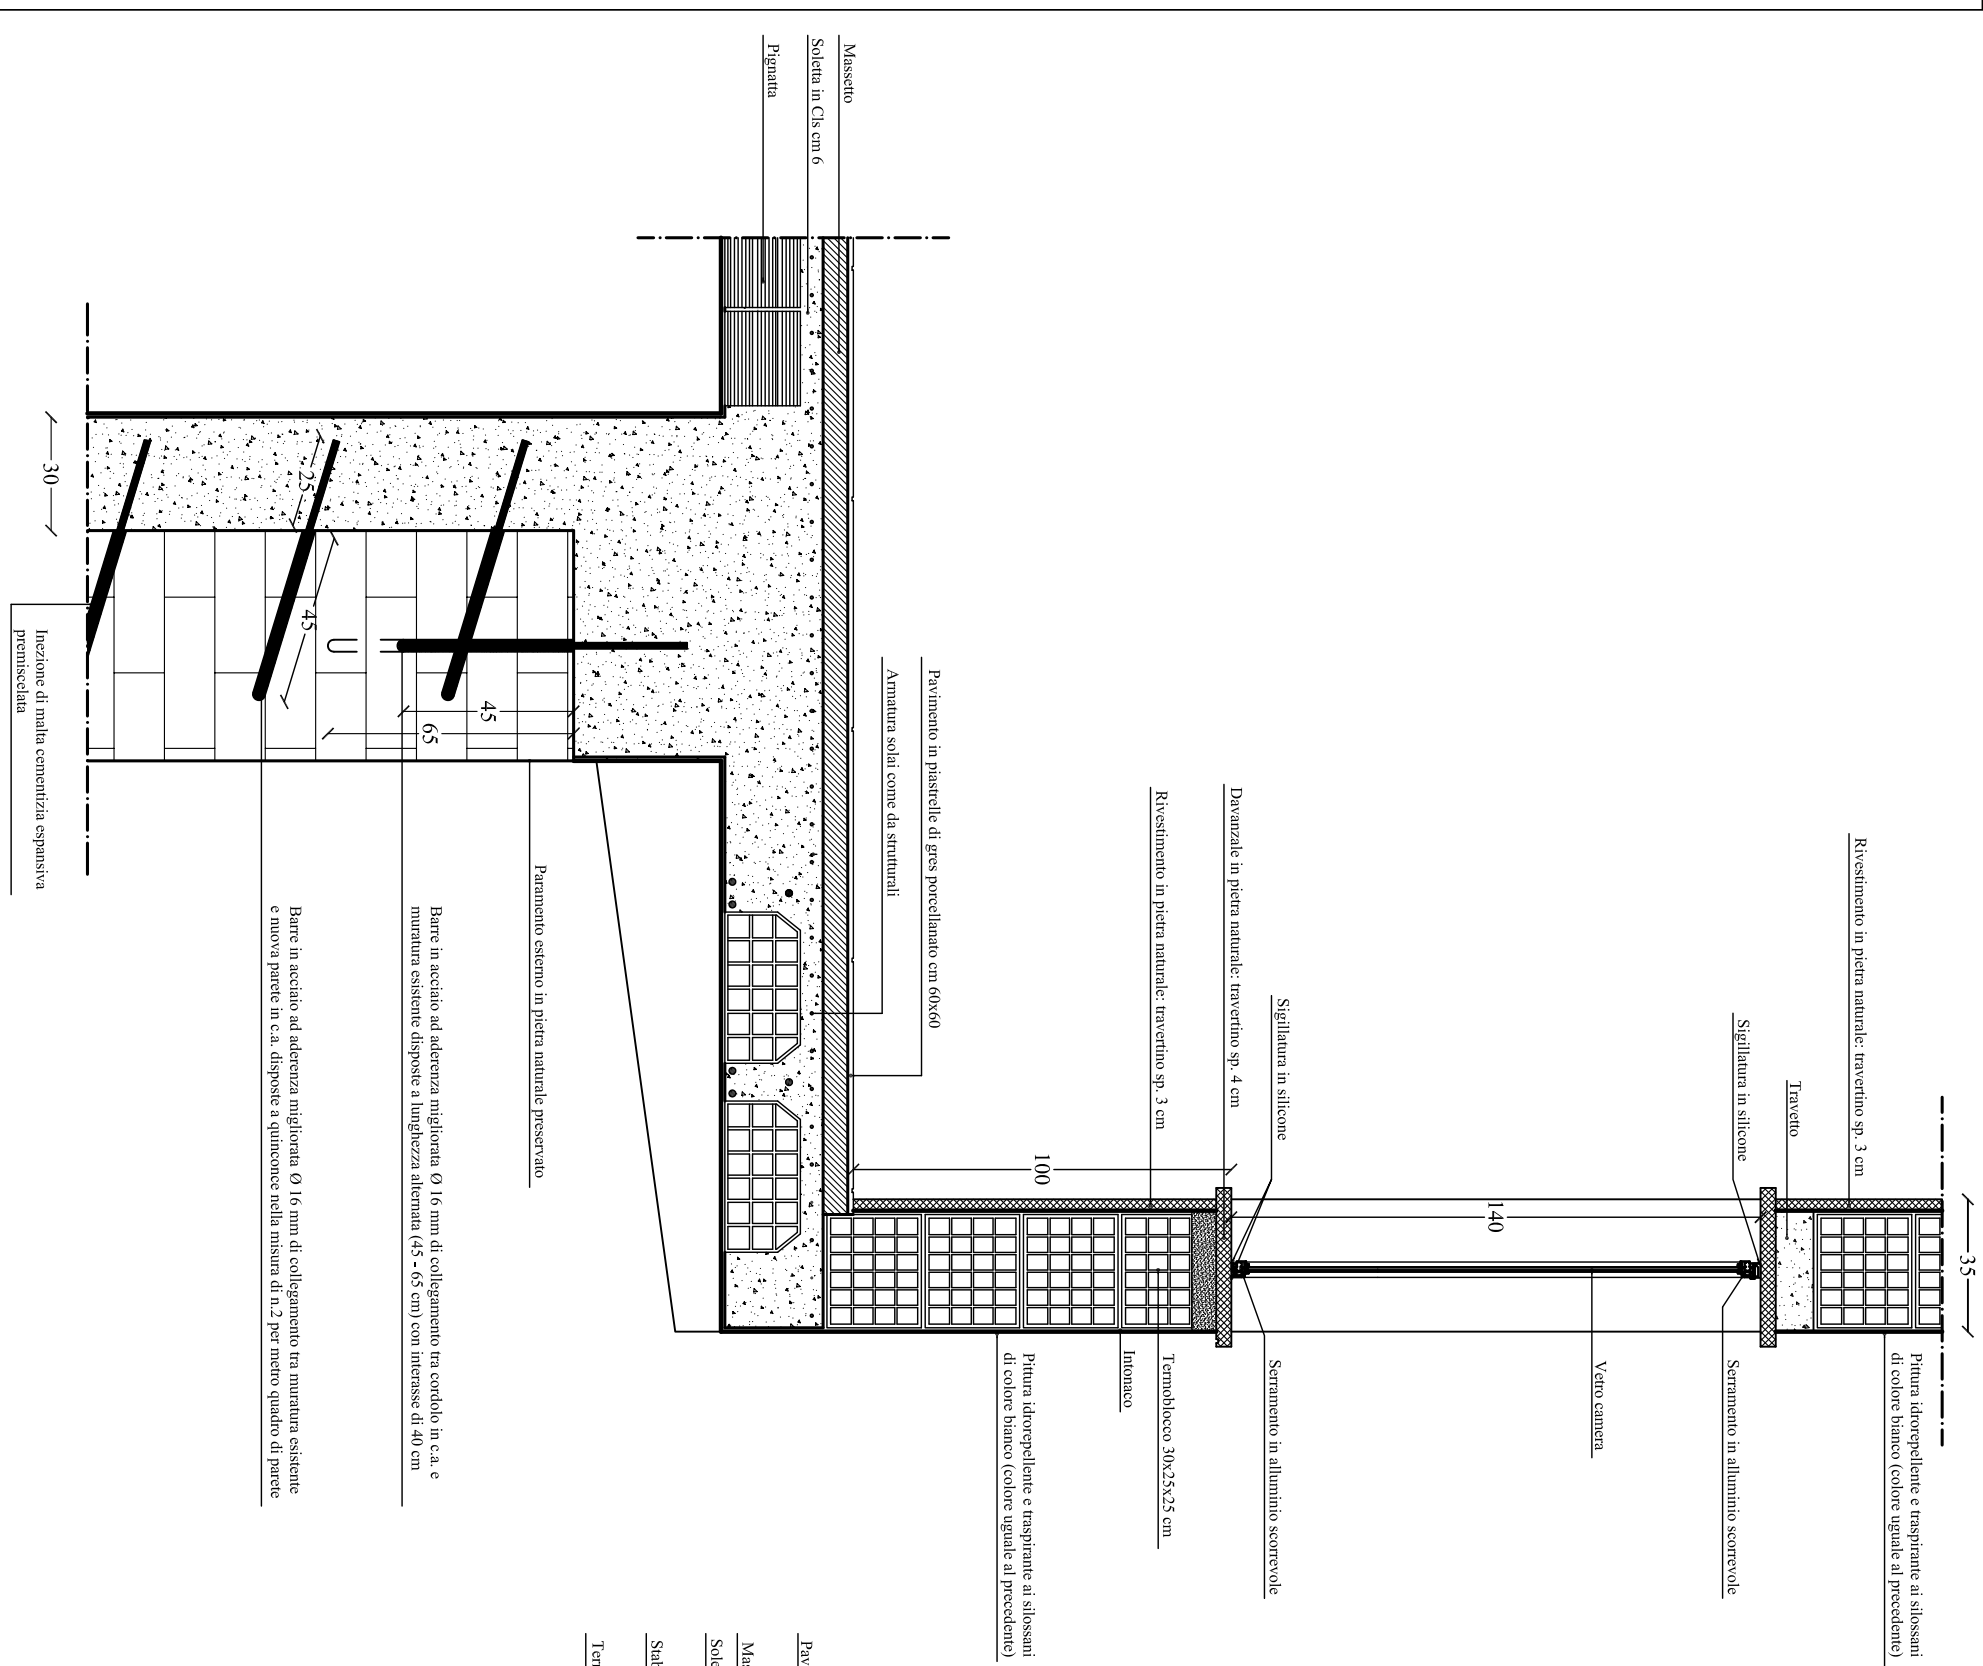 Rivestimento in pietra naturale: travertino sp. 3 cm
Travetto
Sigillatura in silicone
Sigillatura in silicone
Davanzale in pietra naturale: travertino sp. 4 cm
Rivestimento in pietra naturale: travertino sp. 3 cm
Pavimento in piastrelle di gres porcellanato cm 60x60
Armatura solai come da strutturali
Massetto
Soletta in Cls cm 6
Pignatta
35
140
100
Pittura idrorepellente e traspirante ai silossani
di colore bianco (colore uguale al precedente)
Serramento in alluminio scorrevole
Vetro camera
Serramento in alluminio scorrevole
Termoblocco 30x25x25 cm
Intonaco
Pittura idrorepellente e traspirante ai silossani
di colore bianco (colore uguale al precedente)
45
65
25
45
30
Paramento esterno in pietra naturale preservato
Barre in acciaio ad aderenza migliorata Ø 16 mm di collegamento tra cordolo in c.a. e
muratura esistente disposte a lunghezza alternata (45 - 65 cm) con interasse di 40 cm
Barre in acciaio ad aderenza migliorata Ø 16 mm di collegamento tra muratura esistente
e nuova parete in c.a. disposte a quinconce nella misura di n.2 per metro quadro di parete
Inezione di malta cementizia espansiva
premiscelata
Pav
Mas
Sole
Stab